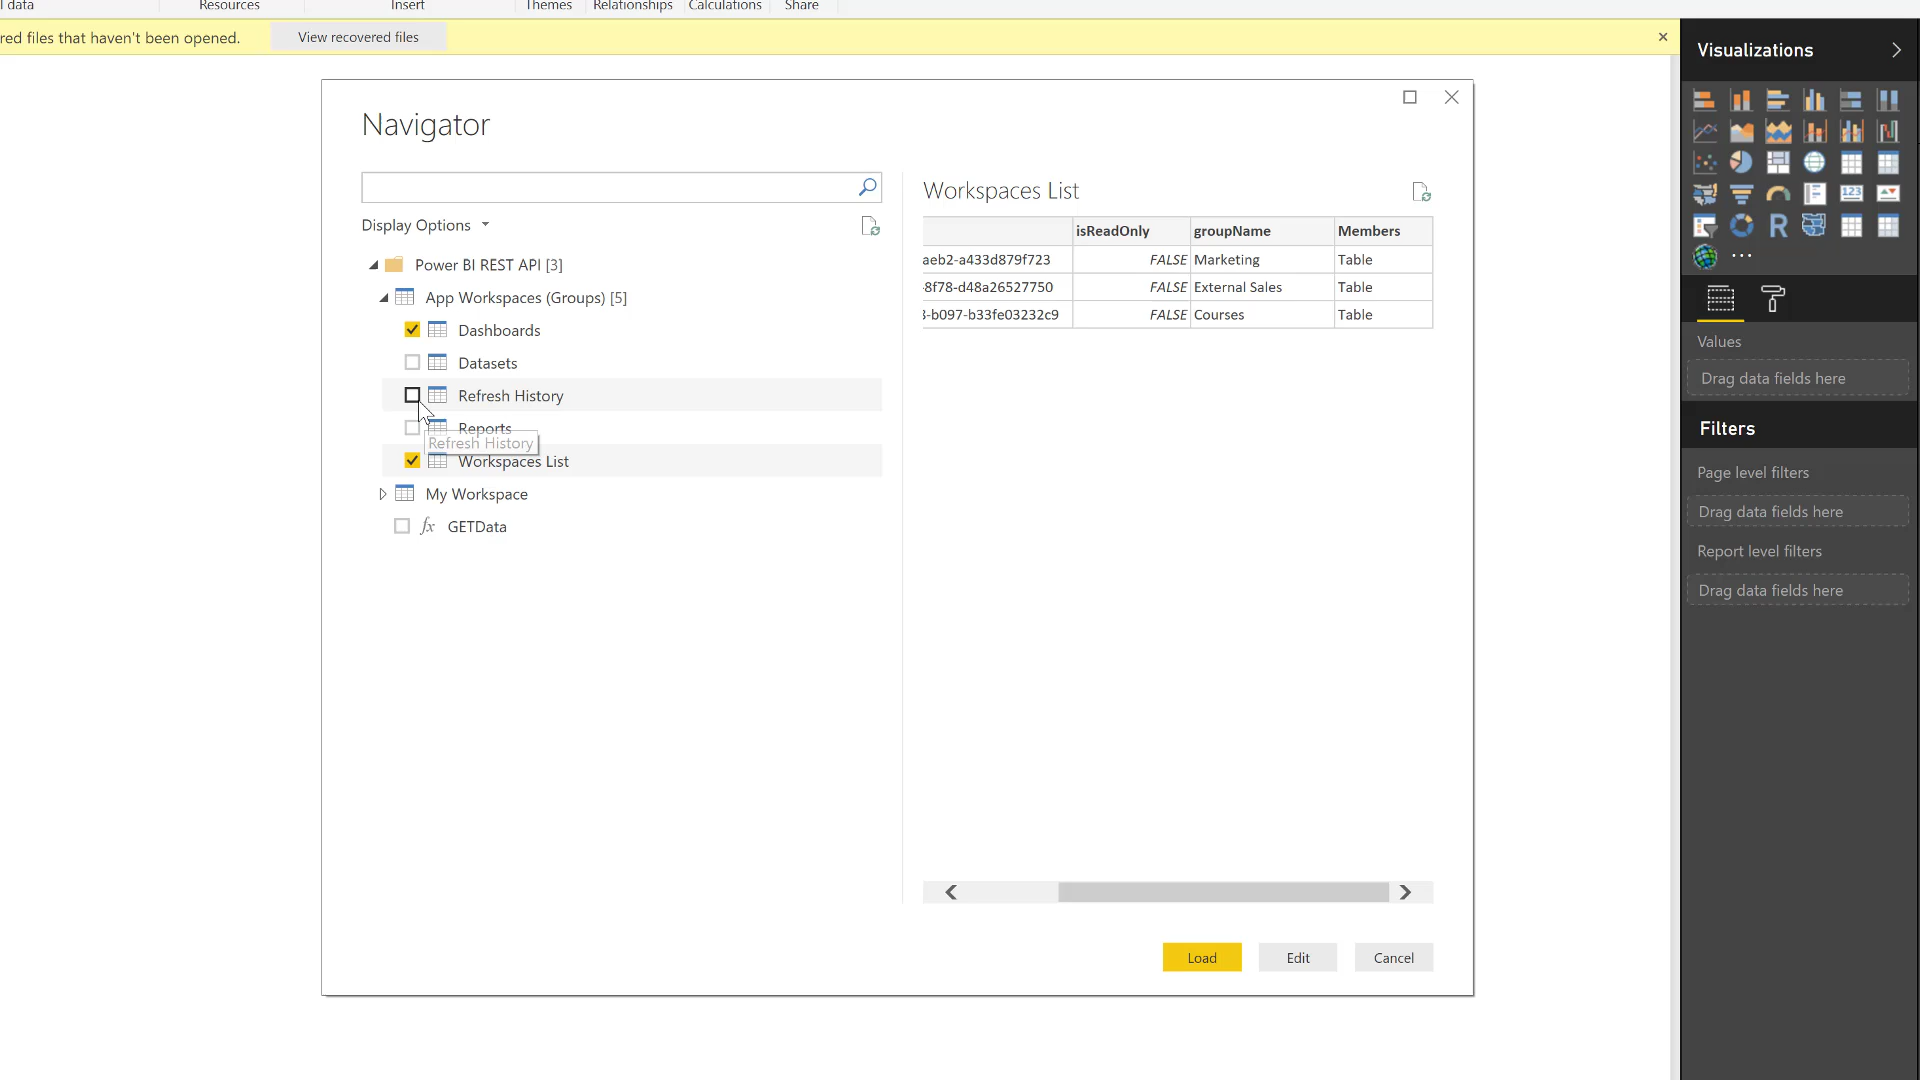 l data
Resources
Insert
Themes
Relationships
Calculations
Share
red files that haven't been opened.
View recovered files
Visualizations
Navigator
Display Options
Power BI REST API [3]
App Workspaces (Groups) [5]
Dashboards
Datasets
Refresh History
Reports
Refresh History
Workspaces List
My Workspace
fx GETData
Workspaces List
isReadOnly groupName Members
aeb2-a433d879f723 FALSE Marketing Table
8f78-d48a26527750 FALSE External Sales Table
3-b097-b33fe03232c9 FALSE Courses Table
Load
Edit
Cancel
R
123
Values
Drag data fields here
Filters
Page level filters
Drag data fields here
Report level filters
Drag data fields here